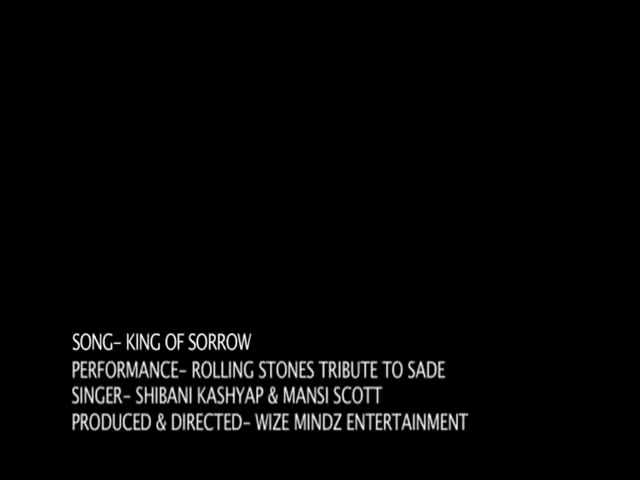 SONG- KING OF SORROW
PERFORMANCE- ROLLING STONES TRIBUTE TO SADE
SINGER- SHIBANI KASHYAP & MANSI SCOTT
PRODUCED & DIRECTED- WIZE MINDZ ENTERTAINMENT